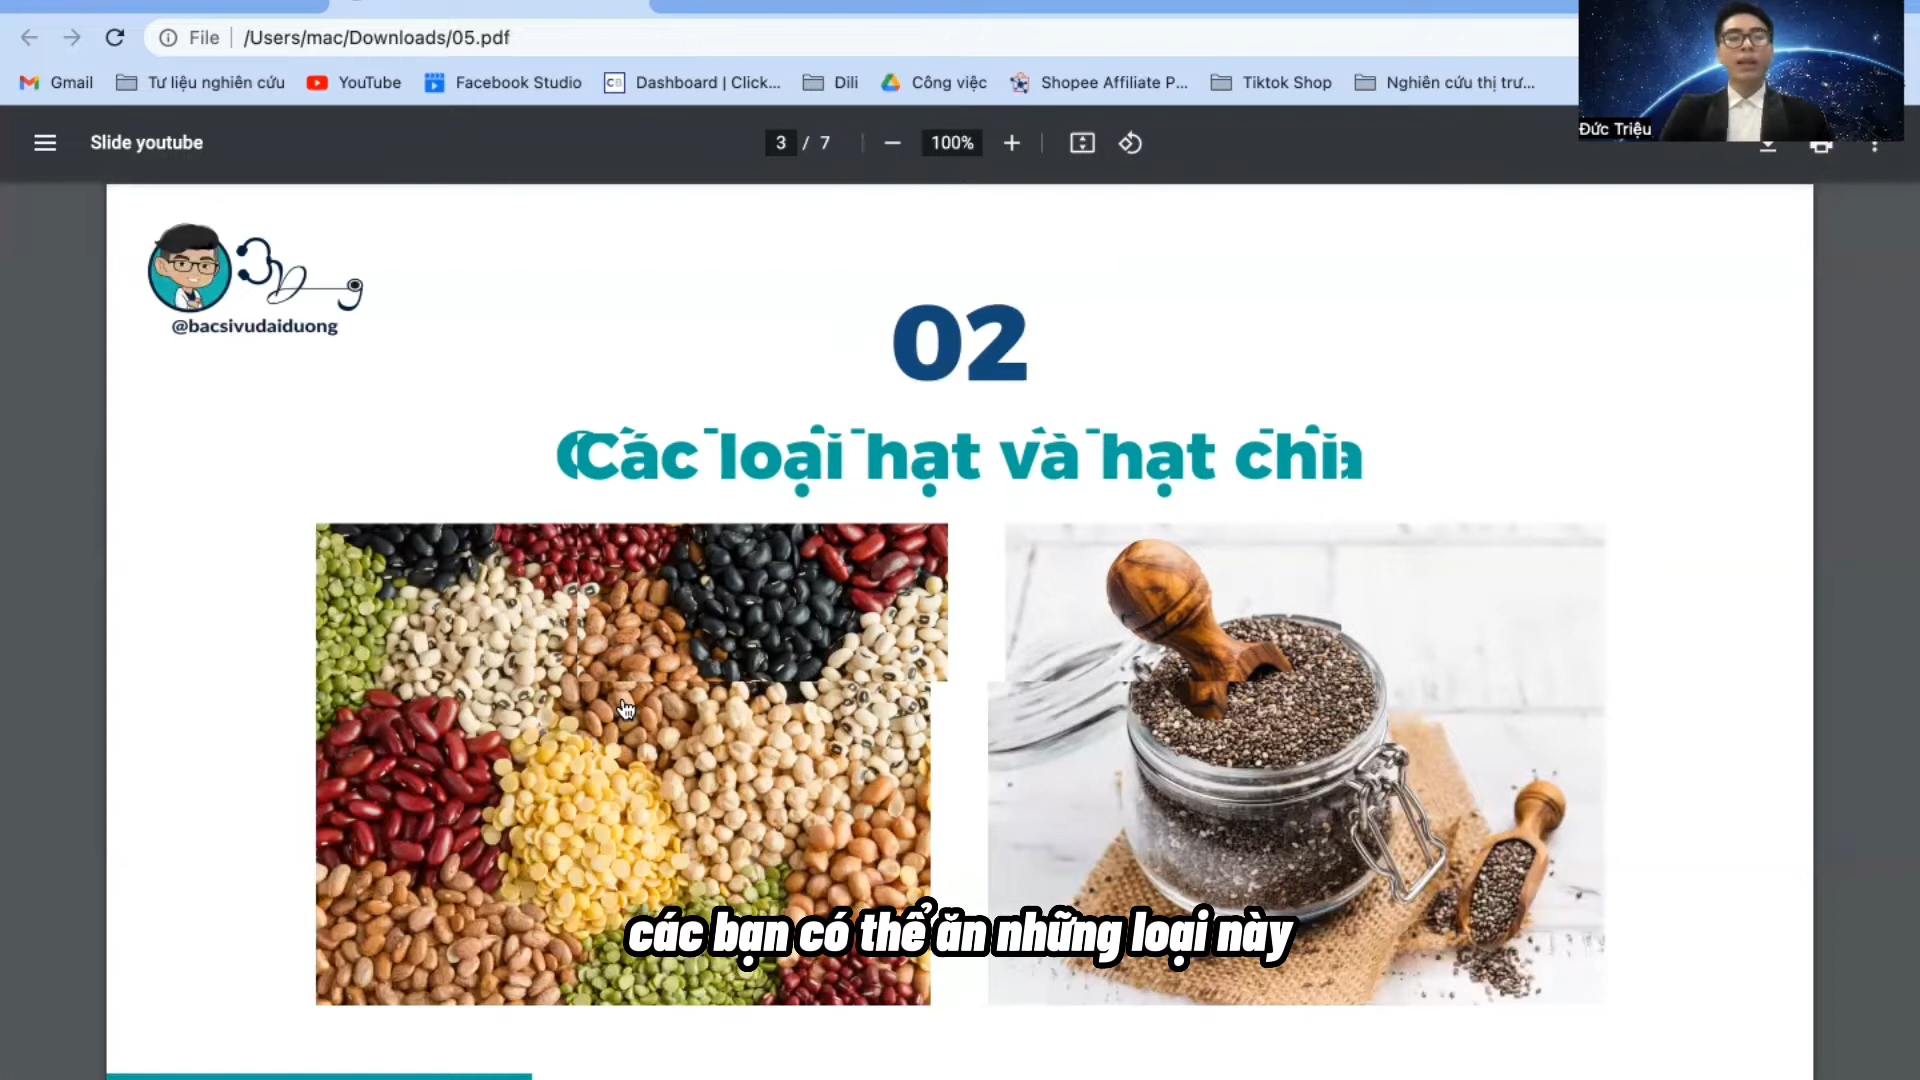 File
/Users/mac/Downloads/05.pdf
Gmail
Tư liệu nghiên cứu
YouTube
Facebook Studio
CB
Dashboard | Click...
Dili
Công việc
Shopee Affiliate P...
Tiktok Shop
Nghiên cứu thị trư...
Đức Triệu
Slide youtube
3 / 7
100%
@bacsivudaiduong
02
Các loại hạt và hạt chia
các bạn có thể ăn những loại này